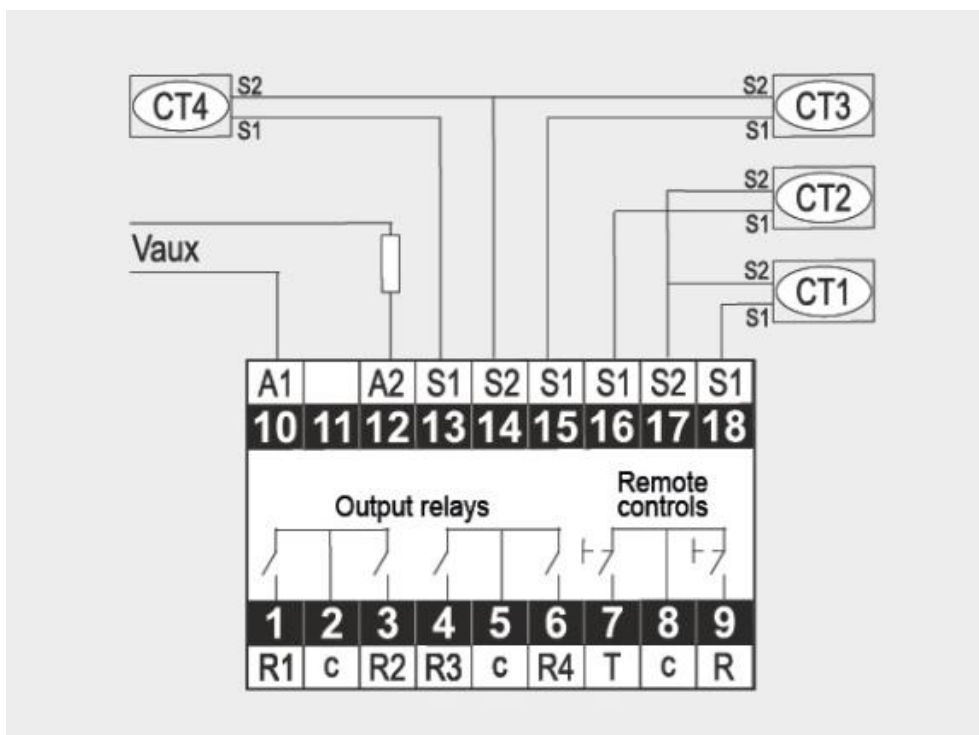 S2 S2
CT4 CT3
S1 S1
S2
CT2
S1
Vaux
S2
CT1
S1
A1 A2 S1 S2 S1 S1 S2 S1
10 11 12 13 14 15 16 17 18
Output relays
Remote
controls
1 2 3 4 5 6 7 8 9
R1 c R2 R3 c R4 T c R